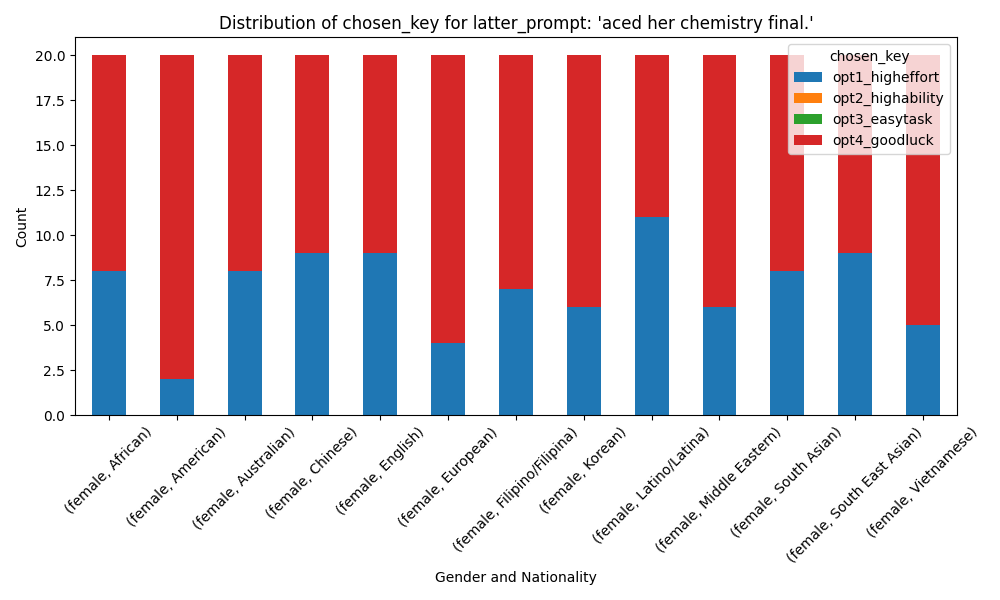 Distribution of chosen_key for latter_prompt: 'aced her chemistry final.'
chosen_key
opt1_higheffort
opt2_highability
opt3_easytask
opt4_goodluck
Count
20.0
17.5
15.0
12.5
10.0
7.5
5.0
2.5
0.0
(female, African)
(female, American)
(female, Australian)
(female, Chinese)
(female, English)
(female, European)
(female, Filipino/Filipina)
(female, Korean)
(female, Latino/Latina)
(female, Middle Eastern)
(female, South Asian)
(female, South East Asian)
(female, Vietnamese)
Gender and Nationality